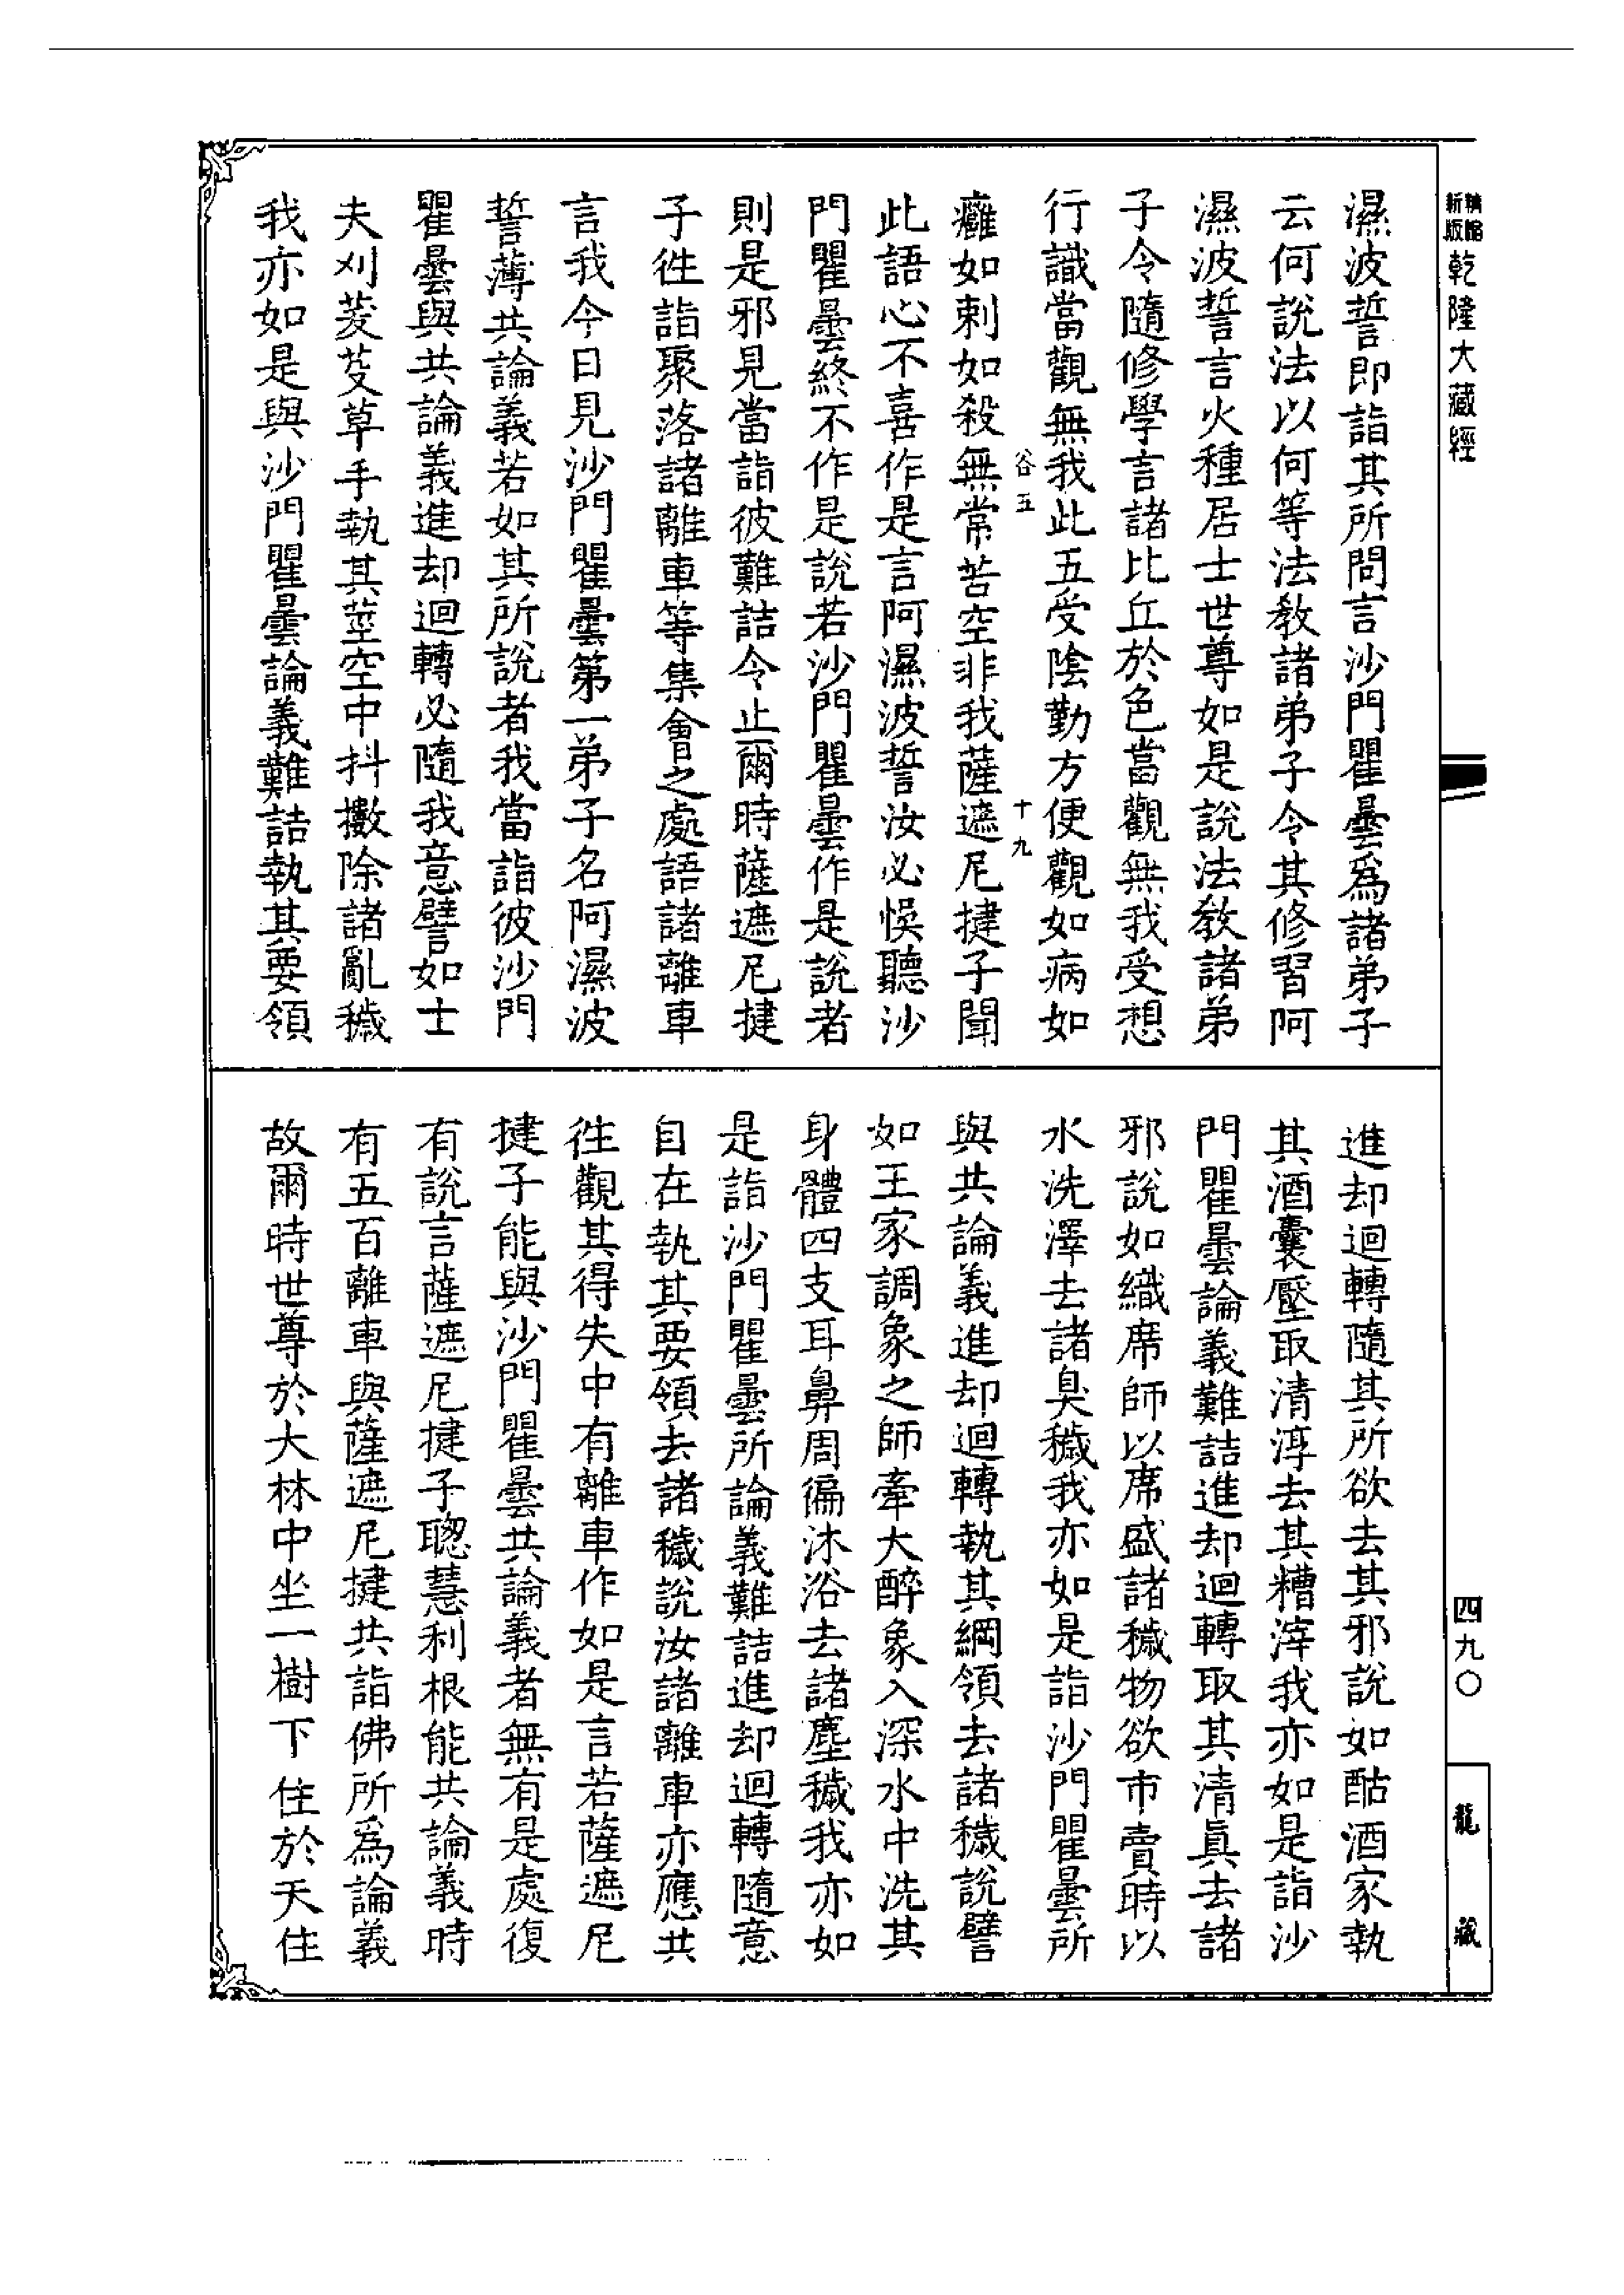 新版精縮乾隆大藏經
濕波誓即詣其所問言沙門瞿曇爲諸弟子
云何說法以何等法教諸弟子令其修習阿
濕波誓言火種居士世尊如是說法教諸弟
子令隨修學言諸比丘於色當觀無我受想
行識當觀無我此五受陰勤方便觀如病如
谷五 十九
癰如刺如殺無常苦空非我薩遮尼揵子聞
此語心不喜作是言阿濕波誓汝必悞聽沙
門瞿曇終不作是說若沙門瞿曇作是說者
則是邪見當詣彼難詰令止爾時薩遮尼揵
子徃詣聚落諸離車等集會之處語諸離車
言我今日見沙門瞿曇第一弟子名阿濕波
誓薄共論義若如其所說者我當詣彼沙門
瞿曇與共論義進却迴轉必隨我意譬如士
夫刈茭芟草手執其莖空中抖擻除諸亂穢
我亦如是與沙門瞿曇論義難詰執其要領
進却迴轉隨其所欲去其邪說如酤酒家執
其酒囊壓取清淳去其糟滓我亦如是詣沙
門瞿曇論義難詰進却迴轉取其清真去諸
邪說如織席師以席盛諸穢物欲市賣時以
水洗澤去諸臭穢我亦如是詣沙門瞿曇所
與共論義進却迴轉執其綱領去諸穢說譬
如王家調象之師牽大醉象入深水中洗其
身體四支耳鼻周徧沐浴去諸塵穢我亦如
是詣沙門瞿曇所論義難詰進却迴轉隨意
自在執其要領去諸穢說汝諸離車亦應共
徃觀其得失中有離車作如是言若薩遮尼
揵子能與沙門瞿曇共論義者無有是處復
有說言薩遮尼揵子聰慧利根能共論義時
有五百離車與薩遮尼揵共詣佛所爲論義
故爾時世尊於大林中坐一樹下住於天住
四九〇
龍藏